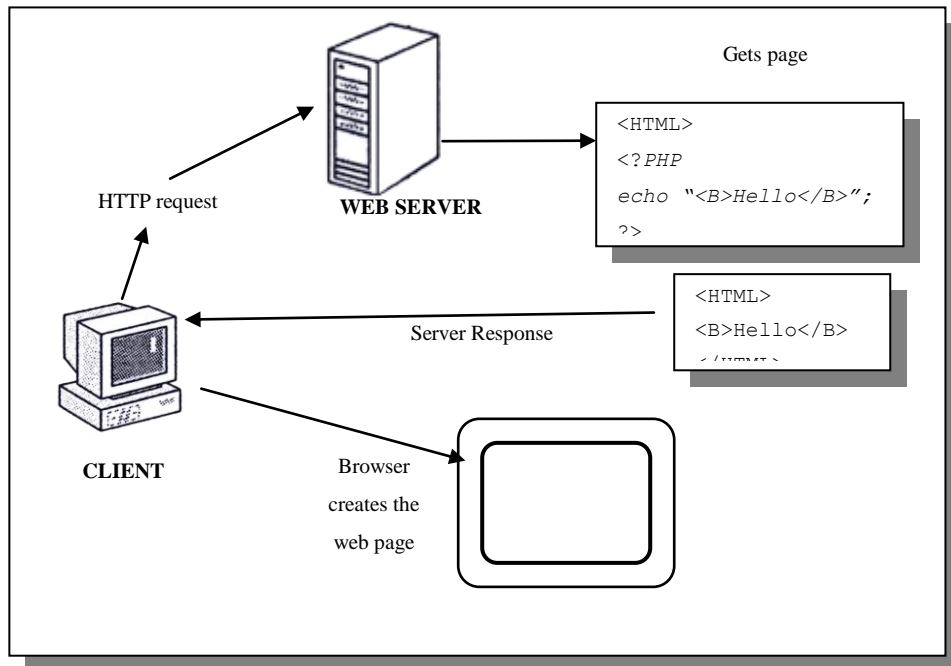 Gets page
<HTML>
<?PHP
echo “<B>Hello</B>”;
?>
HTTP request
WEB SERVER
<HTML>
<B>Hello</B>
</HTML>
Server Response
CLIENT
Browser
creates the
web page